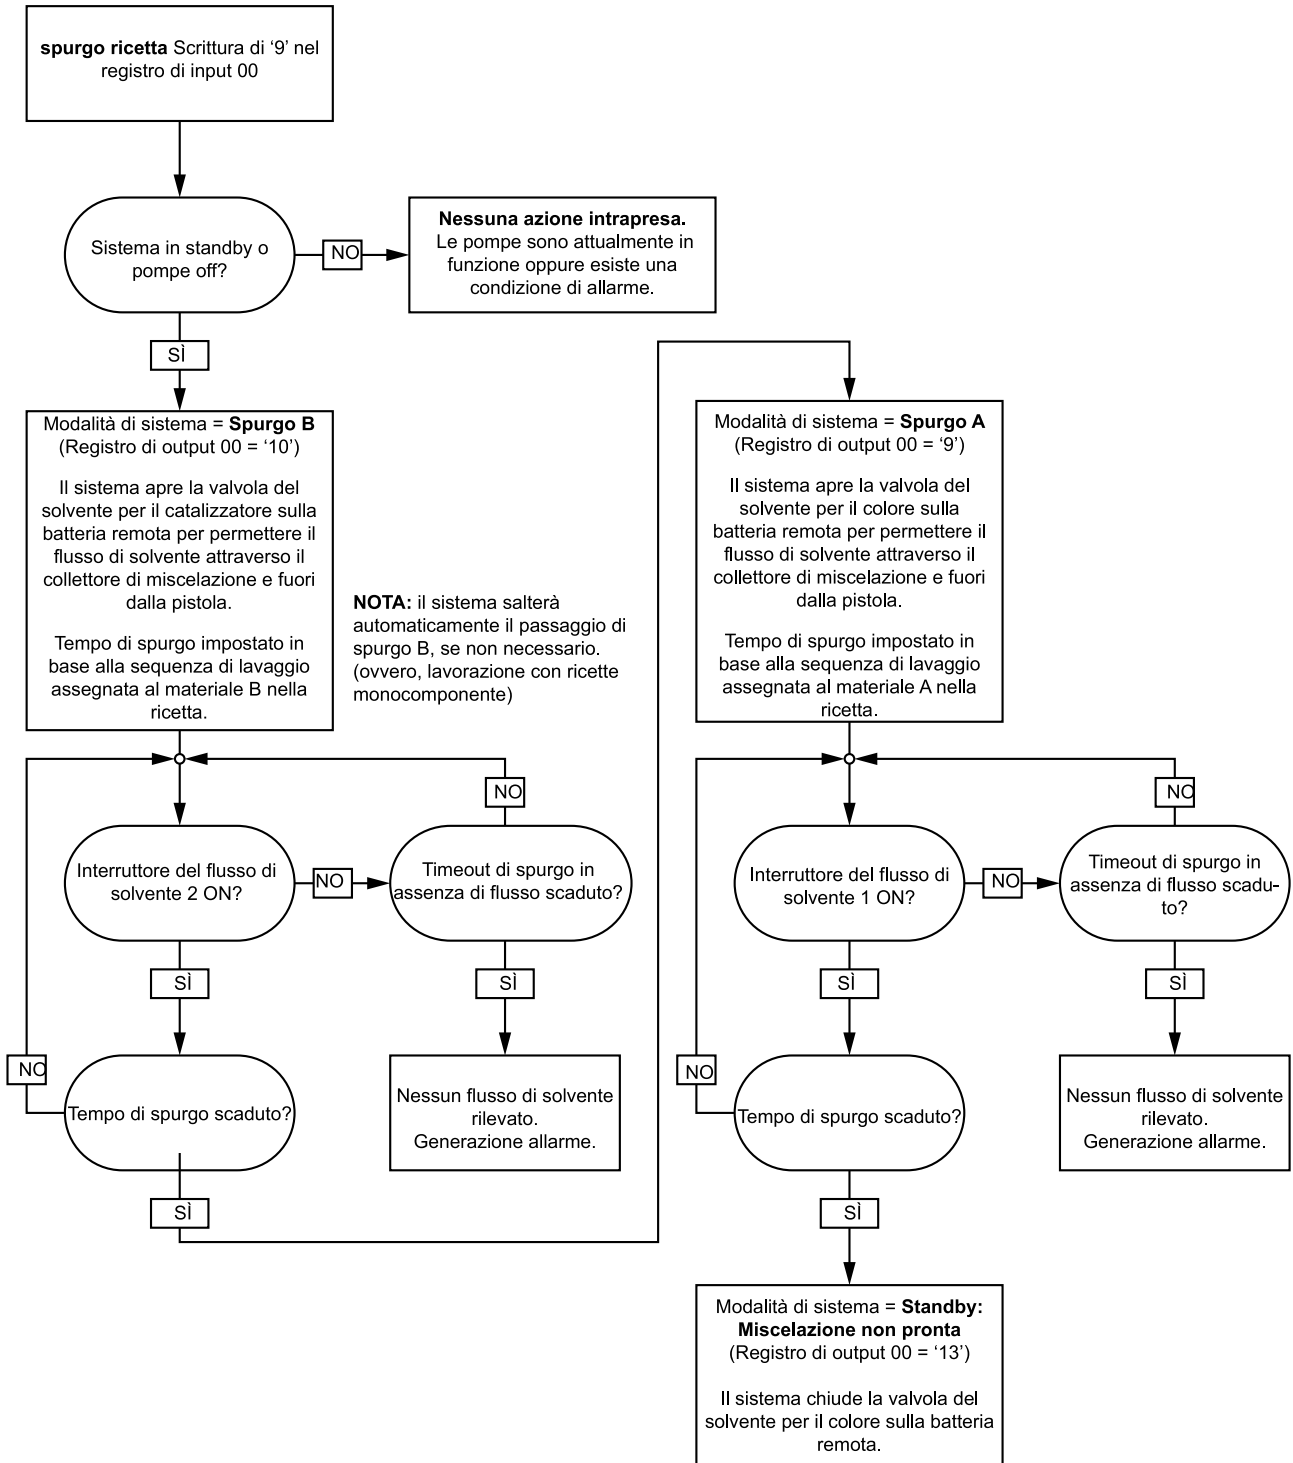 spurgo ricetta Scrittura di ‘9’ nel
registro di input 00
Sistema in standby o
pompe off?
NO
Nessuna azione intrapresa.
Le pompe sono attualmente in
funzione oppure esiste una
condizione di allarme.
SÌ
Modalità di sistema = Spurgo B
(Registro di output 00 = ‘10’)
Il sistema apre la valvola del
solvente per il catalizzatore sulla
batteria remota per permettere il
flusso di solvente attraverso il
collettore di miscelazione e fuori
dalla pistola.
Tempo di spurgo impostato in
base alla sequenza di lavaggio
assegnata al materiale B nella
ricetta.
NOTA: il sistema salterà
automaticamente il passaggio di
spurgo B, se non necessario.
(ovvero, lavorazione con ricette
monocomponente)
NO
Interruttore del flusso di
solvente 2 ON?
NO
Timeout di spurgo in
assenza di flusso scaduto?
SÌ
SÌ
NO
Tempo di spurgo scaduto?
Nessun flusso di solvente
rilevato.
Generazione allarme.
SÌ
Modalità di sistema = Spurgo A
(Registro di output 00 = ‘9’)
Il sistema apre la valvola del
solvente per il colore sulla
batteria remota per permettere il
flusso di solvente attraverso il
collettore di miscelazione e fuori
dalla pistola.
Tempo di spurgo impostato in
base alla sequenza di lavaggio
assegnata al materiale A nella
ricetta.
NO
Interruttore del flusso di
solvente 1 ON?
NO
Timeout di spurgo in
assenza di flusso scadu-
to?
SÌ
SÌ
NO
Tempo di spurgo scaduto?
Nessun flusso di solvente
rilevato.
Generazione allarme.
SÌ
Modalità di sistema = Standby:
Miscelazione non pronta
(Registro di output 00 = ‘13’)
Il sistema chiude la valvola del
solvente per il colore sulla batteria
remota.